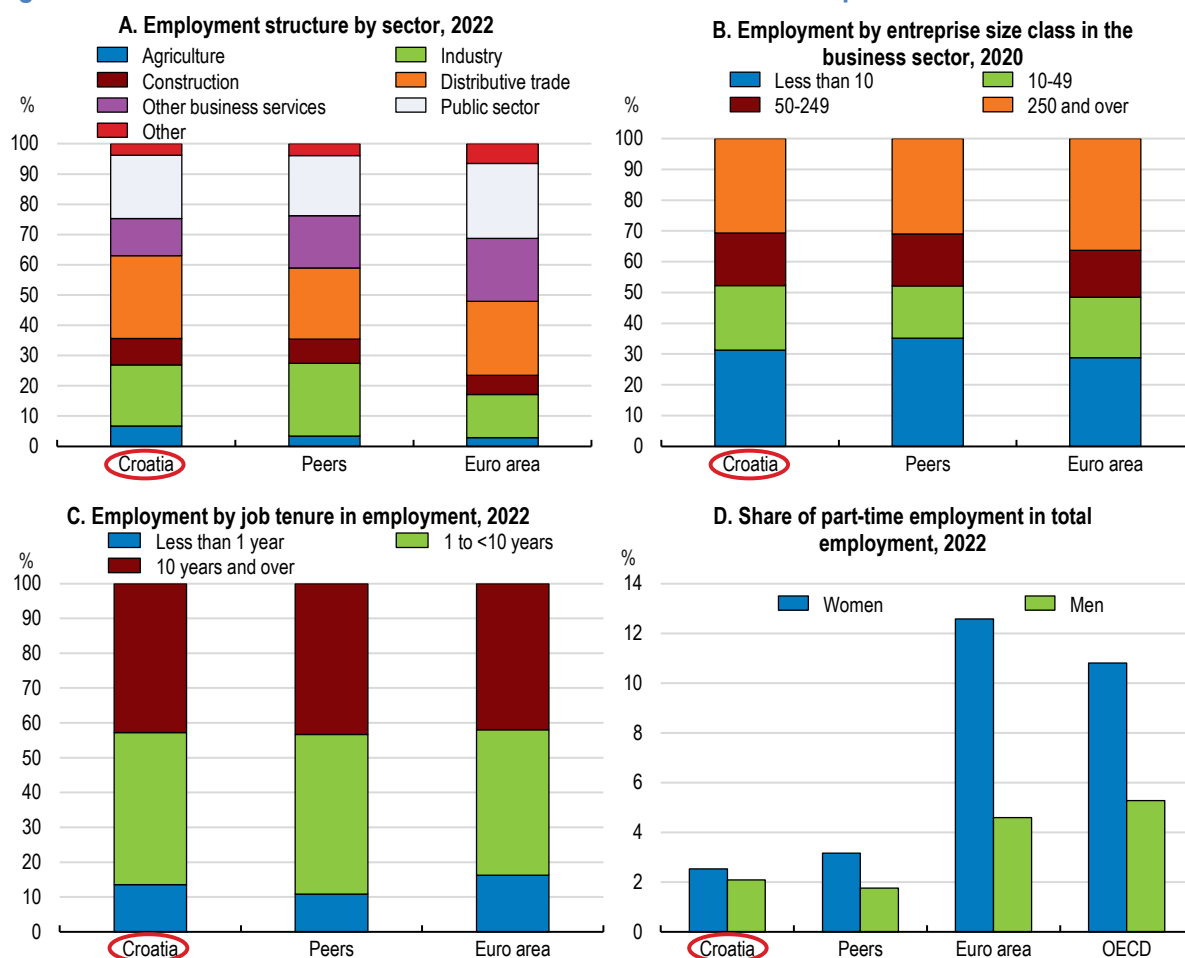 A. Employment structure by sector, 2022
Agriculture
Industry
Construction
Distributive trade
Other business services
Public sector
Other
%
100
90
80
70
60
50
40
30
20
10
0
Croatia
Peers
Euro area
B. Employment by entreprise size class in the
business sector, 2020
Less than 10
10-49
50-249
250 and over
%
100
90
80
70
60
50
40
30
20
10
0
Croatia
Peers
Euro area
C. Employment by job tenure in employment, 2022
Less than 1 year
1 to <10 years
10 years and over
%
100
90
80
70
60
50
40
30
20
10
0
Croatia
Peers
Euro area
D. Share of part-time employment in total
employment, 2022
%
Women
Men
14
12
10
8
6
4
2
0
Croatia
Peers
Euro area
OECD